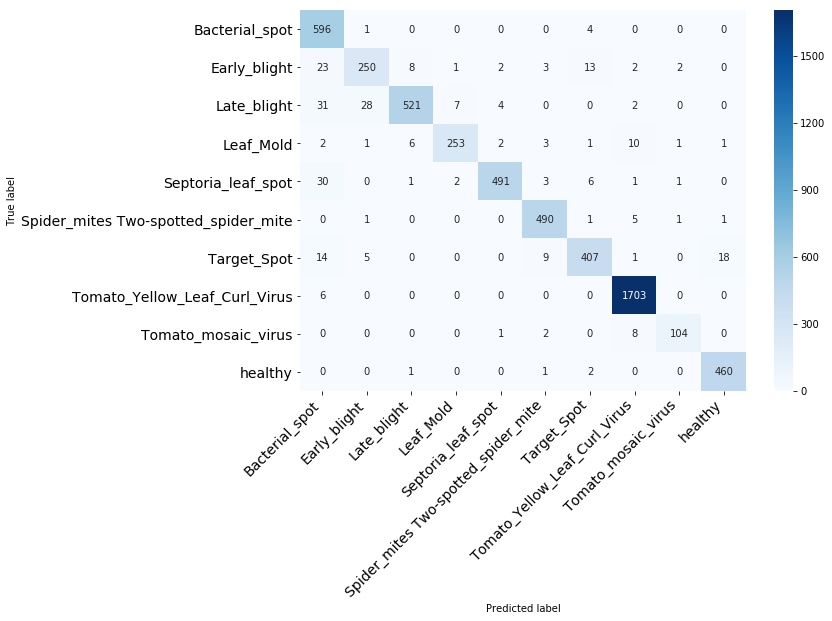 Bacterial_spot 596 1 0 0 0 0 4 0 0 0
Early_blight 23 250 8 1 2 3 13 2 2 0
Late_blight 31 28 521 7 4 0 0 2 0 0
Leaf_Mold 2 1 6 253 2 3 1 10 1 1
Septoria_leaf_spot 30 0 1 2 491 3 6 1 1 0
Spider_mites Two-spotted_spider_mite 0 1 0 0 0 490 1 5 1 1
Target_Spot 14 5 0 0 0 9 407 1 0 18
Tomato_Yellow_Leaf_Curl_Virus 6 0 0 0 0 0 0 1703 0 0
Tomato_mosaic_virus 0 0 0 0 1 2 0 8 104 0
healthy 0 0 1 0 0 1 2 0 0 460
True label
Bacterial_spot
Early_blight
Late_blight
Leaf_Mold
Septoria_leaf_spot
Spider_mites Two-spotted_spider_mite
Target_Spot
Tomato_Yellow_Leaf_Curl_Virus
Tomato_mosaic_virus
healthy
Predicted label
1500
1200
900
600
300
0